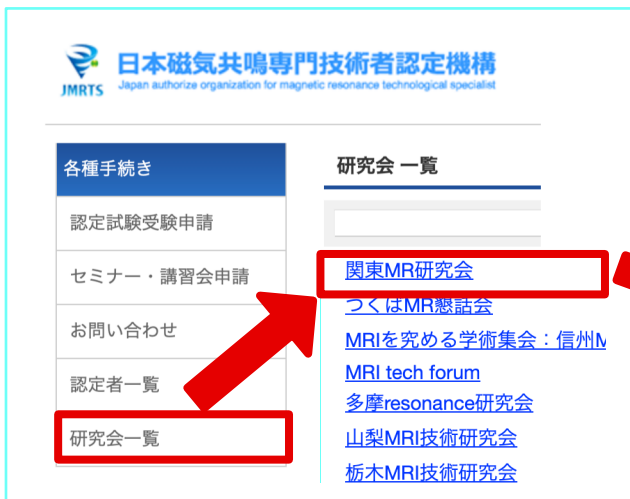 日本磁気共鳴専門技術者認定機構
JMRTS
Japan authorize organization for magnetic resonance technological specialist
各種手続き
認定試験受験申請
セミナー・講習会申請
お問い合わせ
認定者一覧
研究会一覧
研究会 一覧
関東MR研究会
つくばMR懇話会
MRIを究める学術集会：信州M
MRI tech forum
多摩resonance研究会
山梨MRI技術研究会
栃木MRI技術研究会